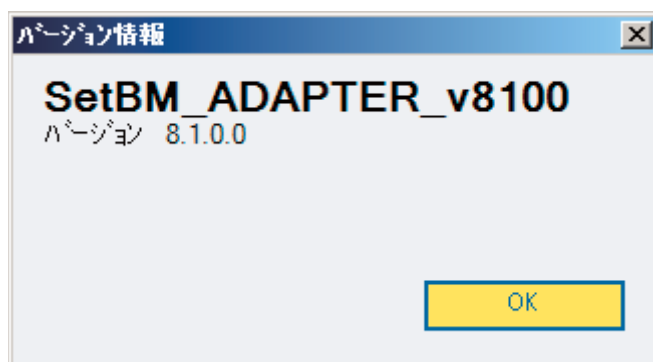 ﾊﾞｰｼﾞｮﾝ情報
SetBM_ADAPTER_v8100
ﾊﾞｰｼﾞｮﾝ 8.1.0.0
OK